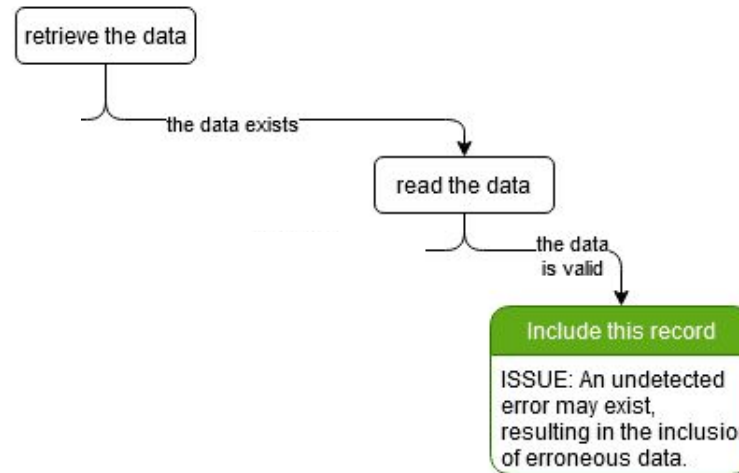 retrieve the data
the data exists
read the data
the data
is valid
Include this record
ISSUE: An undetected
error may exist,
resulting in the inclusio
of erroneous data.